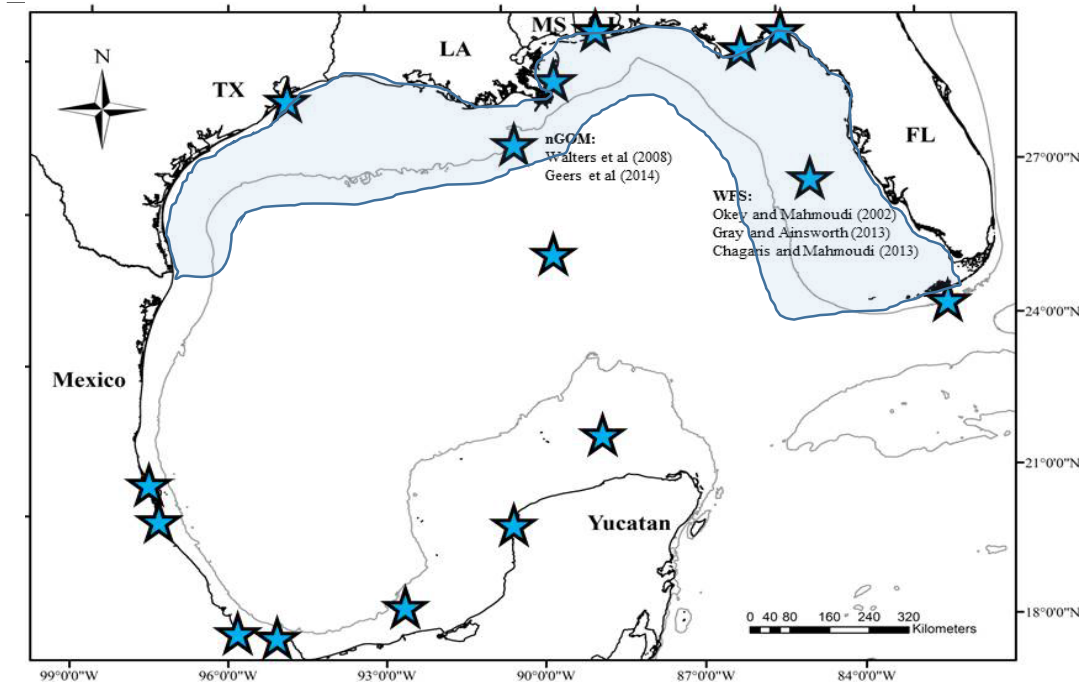 N
MS
LA
TX
FL
nGOM:
Walters et al (2008)
Geers et al (2014)
WFS:
Okey and Mahmoudi (2002)
Gray and Ainsworth (2013)
Chagaris and Mahmoudi (2013)
Mexico
Yucatan
27°0'0"N
24°0'0"N
21°0'0"N
18°0'0"N
0 40 80 160 240 320
Kilometers
99°0'0"W 96°0'0"W 93°0'0"W 90°0'0"W 87°0'0"W 84°0'0"W